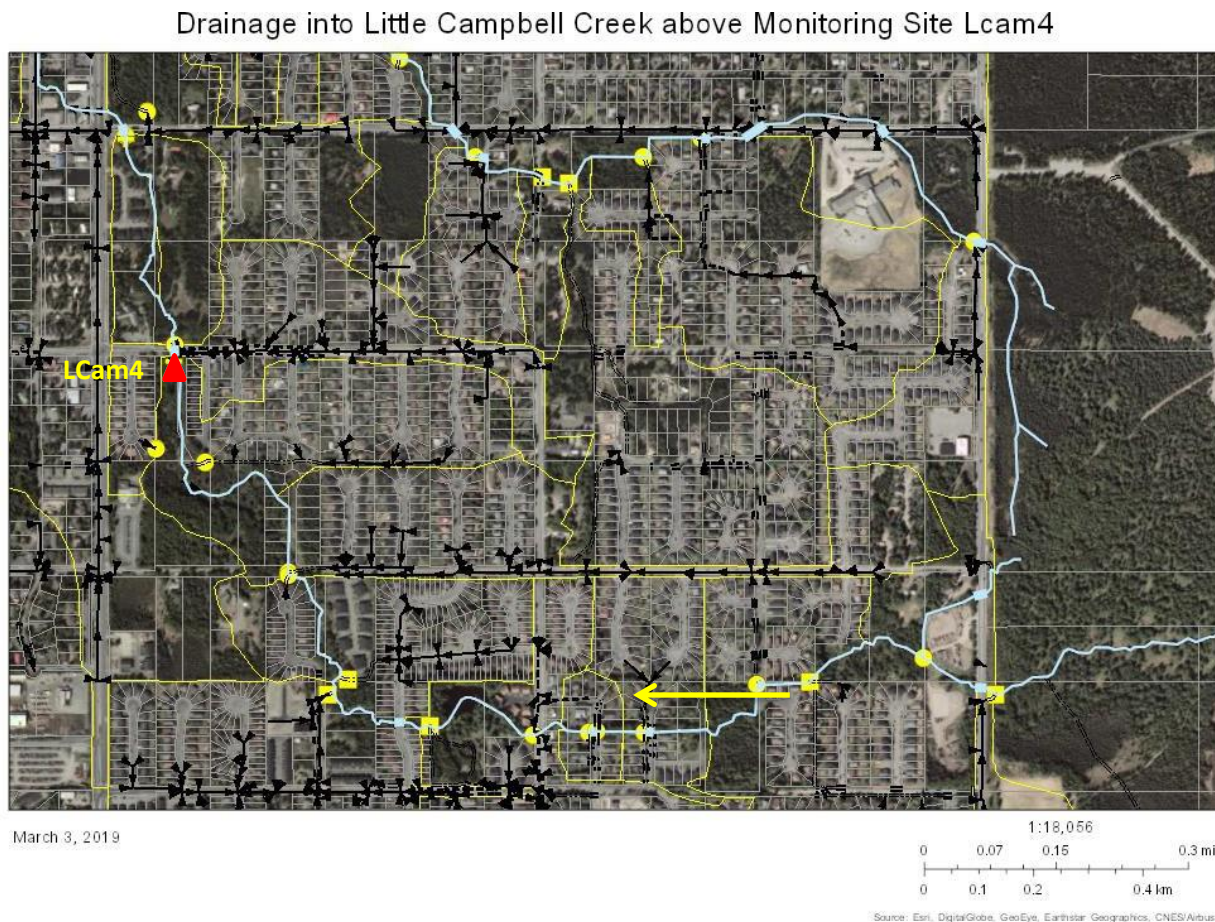 Drainage into Little Campbell Creek above Monitoring Site Lcam4
LCam4
March 3, 2019
1:18,056
0 0.07 0.15 0.3 mi
0 0.1 0.2 0.4 km
Source: Esri, DigitalGlobe, GeoEye, Earthstar Geographics, CNES/Airbus